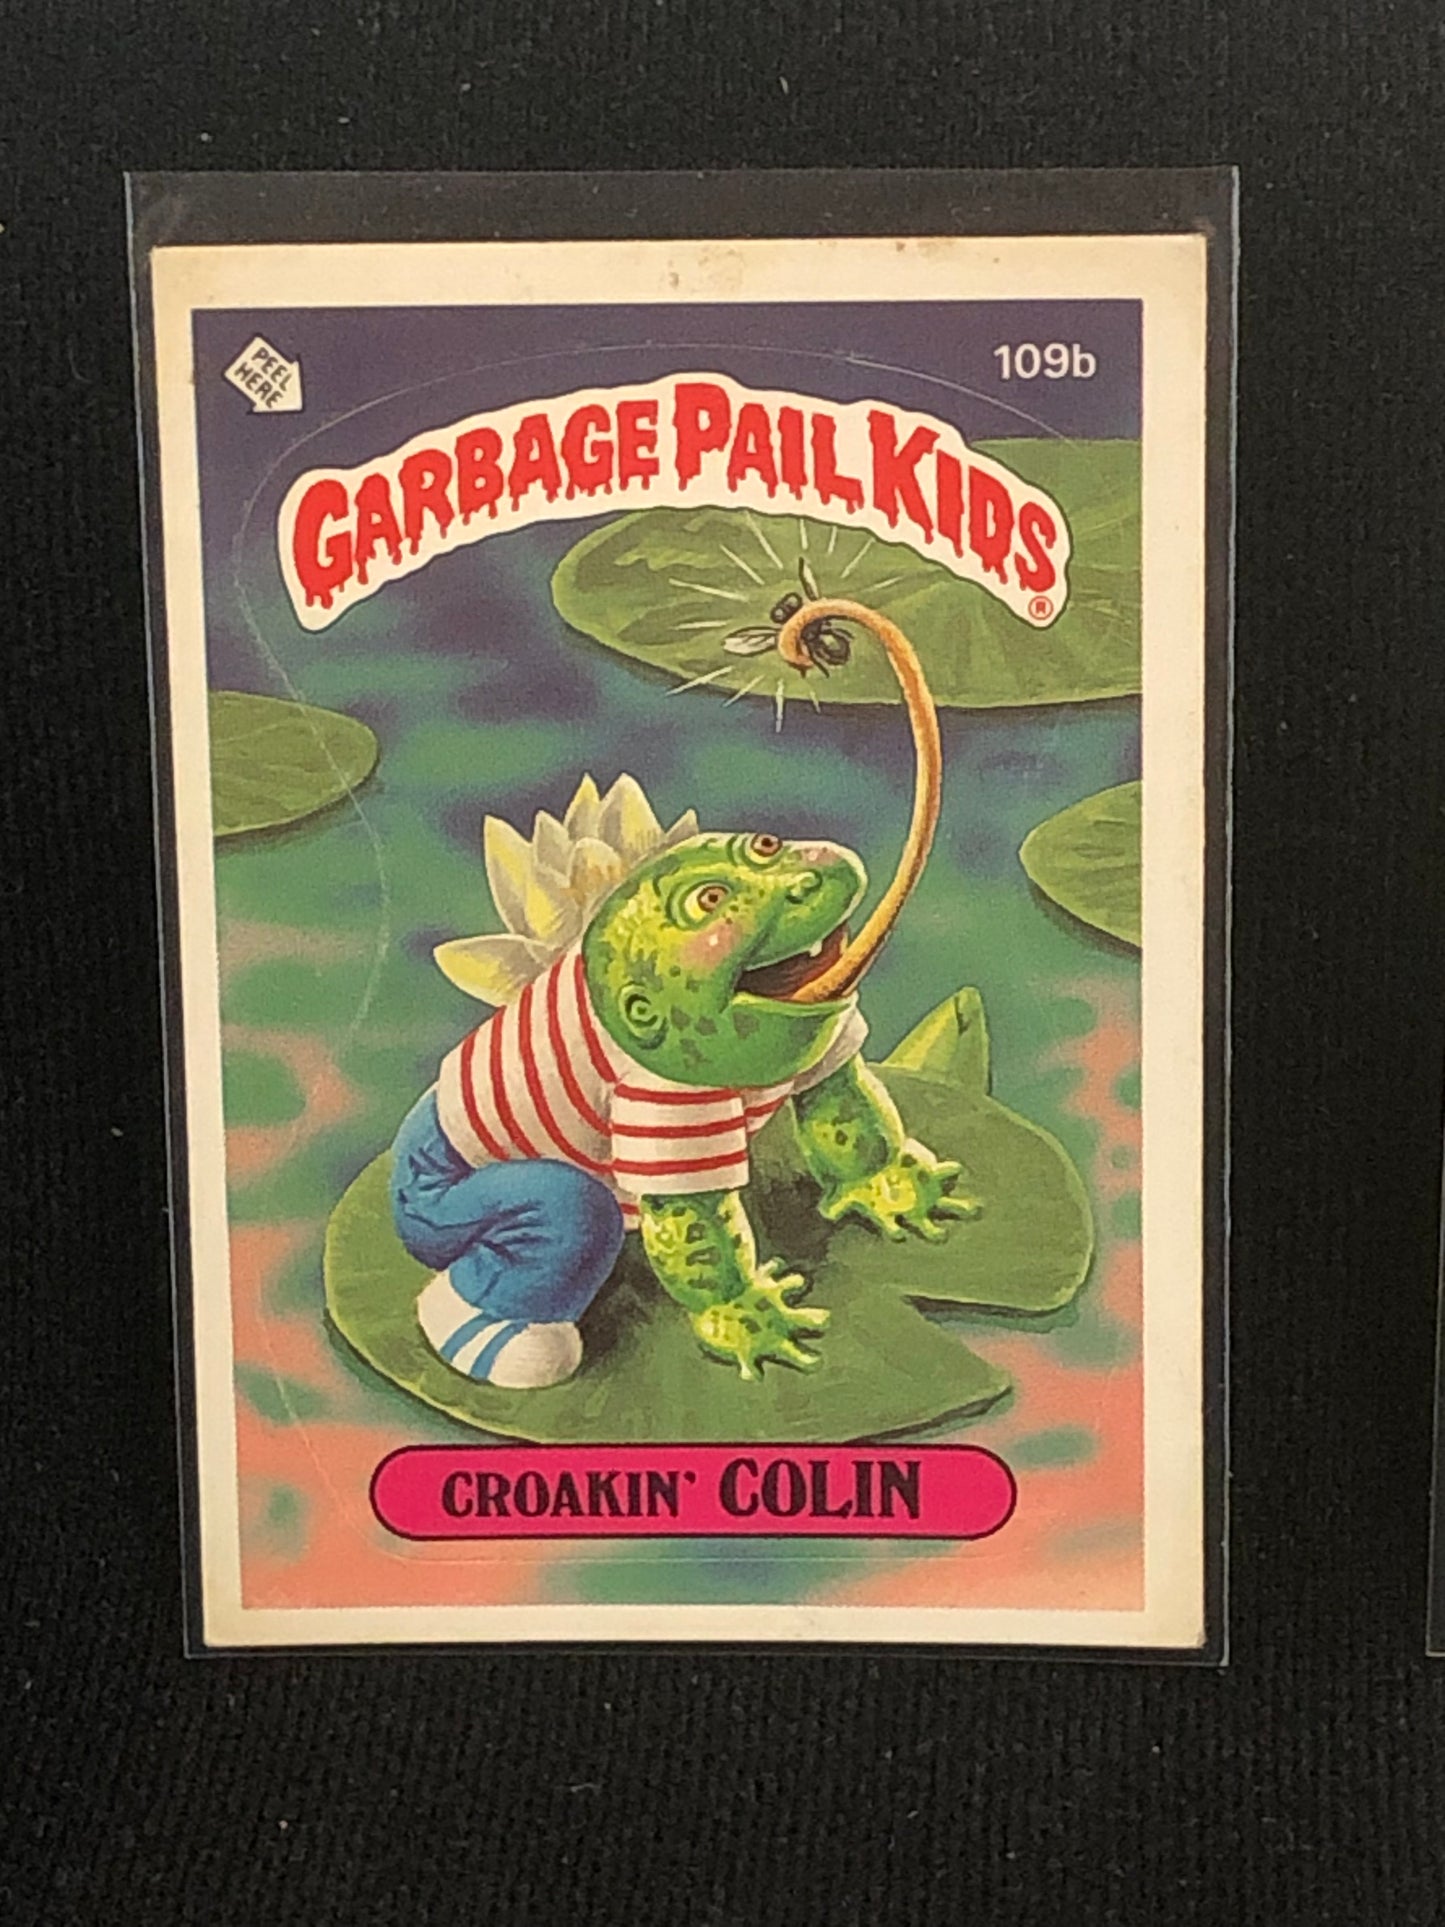 PEEL
HERE
109b
GARBAGE PAIL KIDS
®
CROAKIN' COLIN